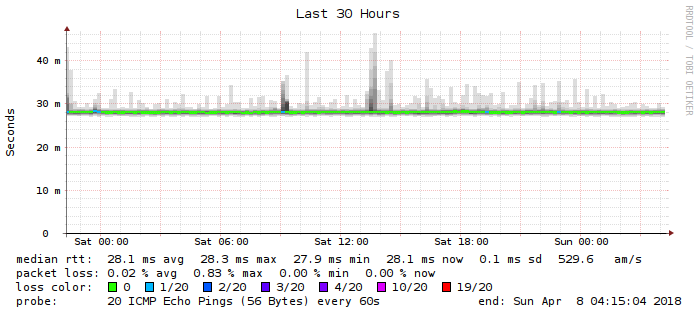 Last 30 Hours
RRDTOOL / TOBI OETIKER
Seconds
40 m
30 m
20 m
10 m
0
Sat 00:00 Sat 06:00 Sat 12:00 Sat 18:00 Sun 00:00
median rtt: 28.1 ms avg 28.3 ms max 27.9 ms min 28.1 ms now 0.1 ms sd 529.6 am/s
packet loss: 0.02 % avg 0.83 % max 0.00 % min 0.00 % now
loss color: 0 1/20 2/20 3/20 4/20 10/20 19/20
probe: 20 ICMP Echo Pings (56 Bytes) every 60s end: Sun Apr 8 04:15:04 2018